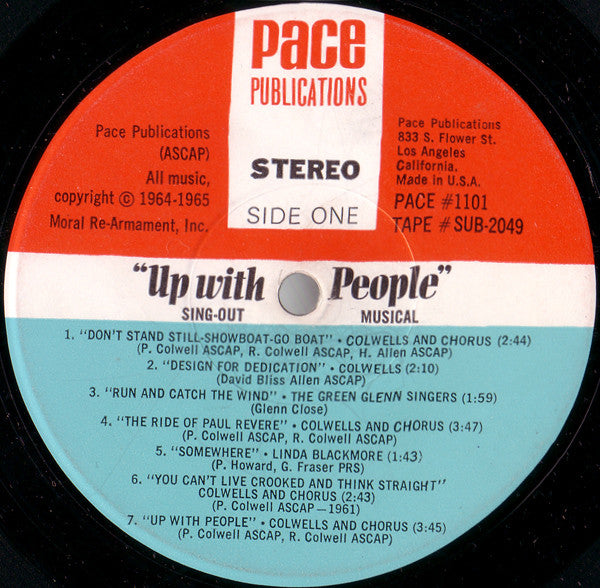 pace
PUBLICATIONS
Pace Publications
(ASCAP)
All music,
copyright © 1964-1965
Moral Re-Armament, Inc.
STEREO
SIDE ONE
Pace Publications
833 S. Flower St.
Los Angeles
California.
Made in U.S.A.
PACE #1101
TAPE # SUB-2049
"Up with People"
SING-OUT MUSICAL
1. "DON'T STAND STILL-SHOWBOAT-GO BOAT" • COLWELLS AND CHORUS (2:44)
(P. Colwell ASCAP, R. Colwell ASCAP, H. Allen ASCAP)
2. "DESIGN FOR DEDICATION" • COLWELLS (2:10)
(David Bliss Allen ASCAP)
3. "RUN AND CATCH THE WIND" • THE GREEN GLENN SINGERS (1:59)
(Glenn Close)
4. "THE RIDE OF PAUL REVERE" • COLWELLS AND CHORUS (3:47)
(P. Colwell ASCAP, R. Colwell ASCAP)
5. "SOMEWHERE" • LINDA BLACKMORE (1:43)
(P. Howard, G. Fraser PRS)
6. "YOU CAN'T LIVE CROOKED AND THINK STRAIGHT"
COLWELLS AND CHORUS (2:43)
(P. Colwell ASCAP—1961)
7. "UP WITH PEOPLE" • COLWELLS AND CHORUS (3:45)
(P. Colwell ASCAP, R. Colwell ASCAP)